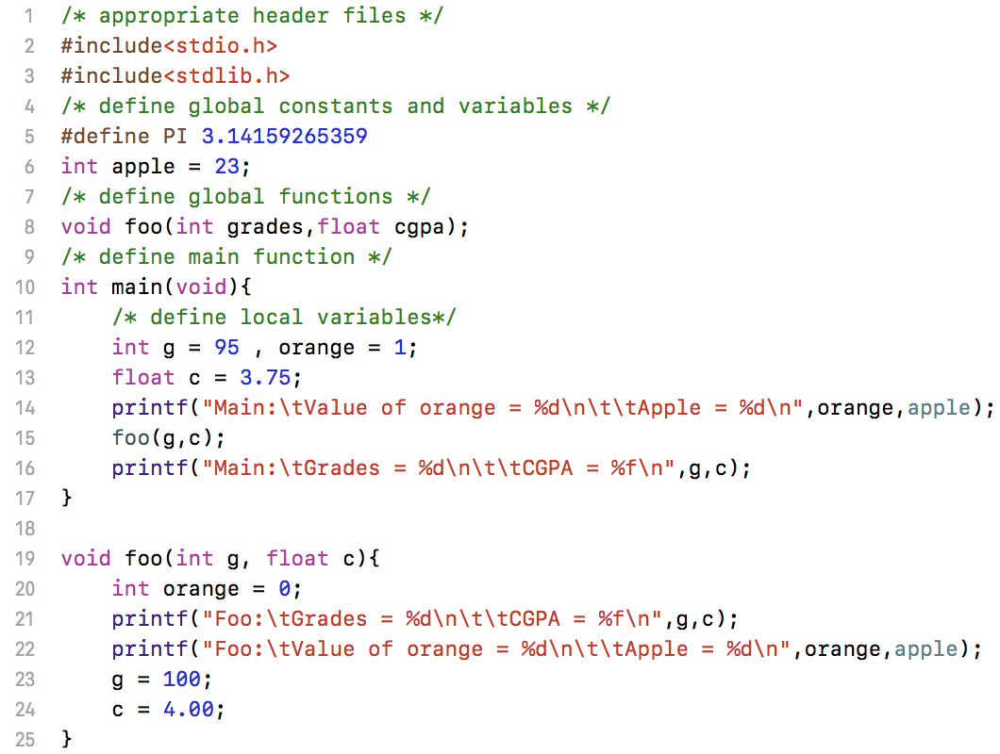 1 /* appropriate header files */
2 #include<stdio.h>
3 #include<stdlib.h>
4 /* define global constants and variables */
5 #define PI 3.14159265359
6 int apple = 23;
7 /* define global functions */
8 void foo(int grades,float cgpa);
9 /* define main function */
10 int main(void){
11     /* define local variables*/
12     int g = 95 , orange = 1;
13     float c = 3.75;
14     printf("Main:\tValue of orange = %d\n\t\tApple = %d\n",orange,apple);
15     foo(g,c);
16     printf("Main:\tGrades = %d\n\t\tCGPA = %f\n",g,c);
17 }
18
19 void foo(int g, float c){
20     int orange = 0;
21     printf("Foo:\tGrades = %d\n\t\tCGPA = %f\n",g,c);
22     printf("Foo:\tValue of orange = %d\n\t\tApple = %d\n",orange,apple);
23     g = 100;
24     c = 4.00;
25 }